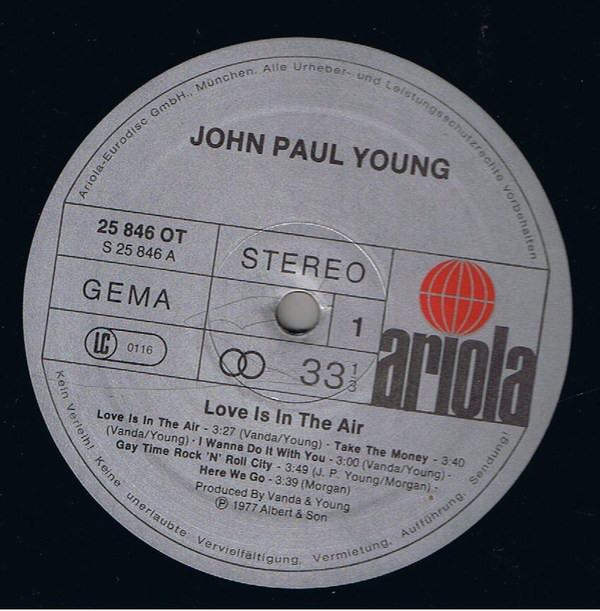 Ariola-Eurodisc GmbH., München. Alle Urheber- und Leistungsschutzrechte vorbehalten.
JOHN PAUL YOUNG
25 846 OT
S 25 846 A
STEREO
GEMA
1
LC 0116
33 1/3
ariola
Love Is In The Air
Love Is In The Air - 3:27 (Vanda/Young) · Take The Money - 3:40
(Vanda/Young) · I Wanna Do It With You - 3:00 (Vanda/Young) ·
Gay Time Rock 'N' Roll City - 3:49 (J. P. Young/Morgan) ·
Here We Go - 3:39 (Morgan)
Produced By Vanda & Young
℗ 1977 Albert & Son
Kein Verleih! Keine unerlaubte Vervielfältigung, Vermietung, Aufführung, Sendung!